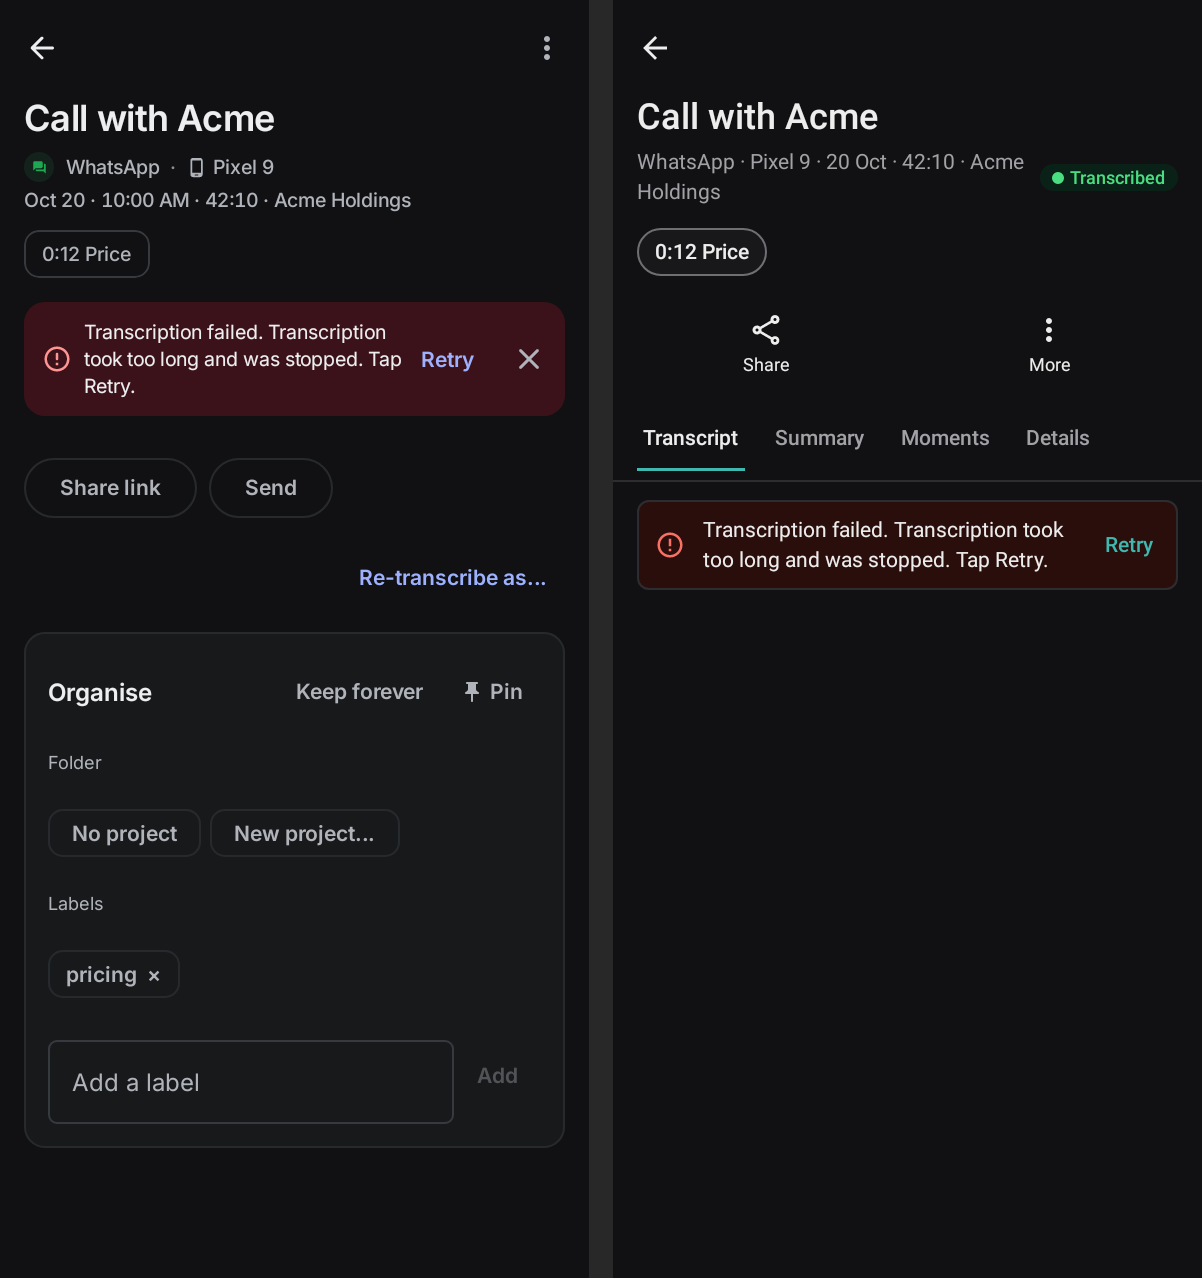 Call with Acme
WhatsApp · Pixel 9
Oct 20 · 10:00 AM · 42:10 · Acme Holdings
0:12 Price
Transcription failed. Transcription
took too long and was stopped. Tap
Retry.
Retry
Share link
Send
Re-transcribe as...
Organise
Keep forever
Pin
Folder
No project
New project...
Labels
pricing ×
Add a label
Add
Call with Acme
WhatsApp · Pixel 9 · 20 Oct · 42:10 · Acme
Holdings
Transcribed
0:12 Price
Share
More
Transcript
Summary
Moments
Details
Transcription failed. Transcription took
too long and was stopped. Tap Retry.
Retry